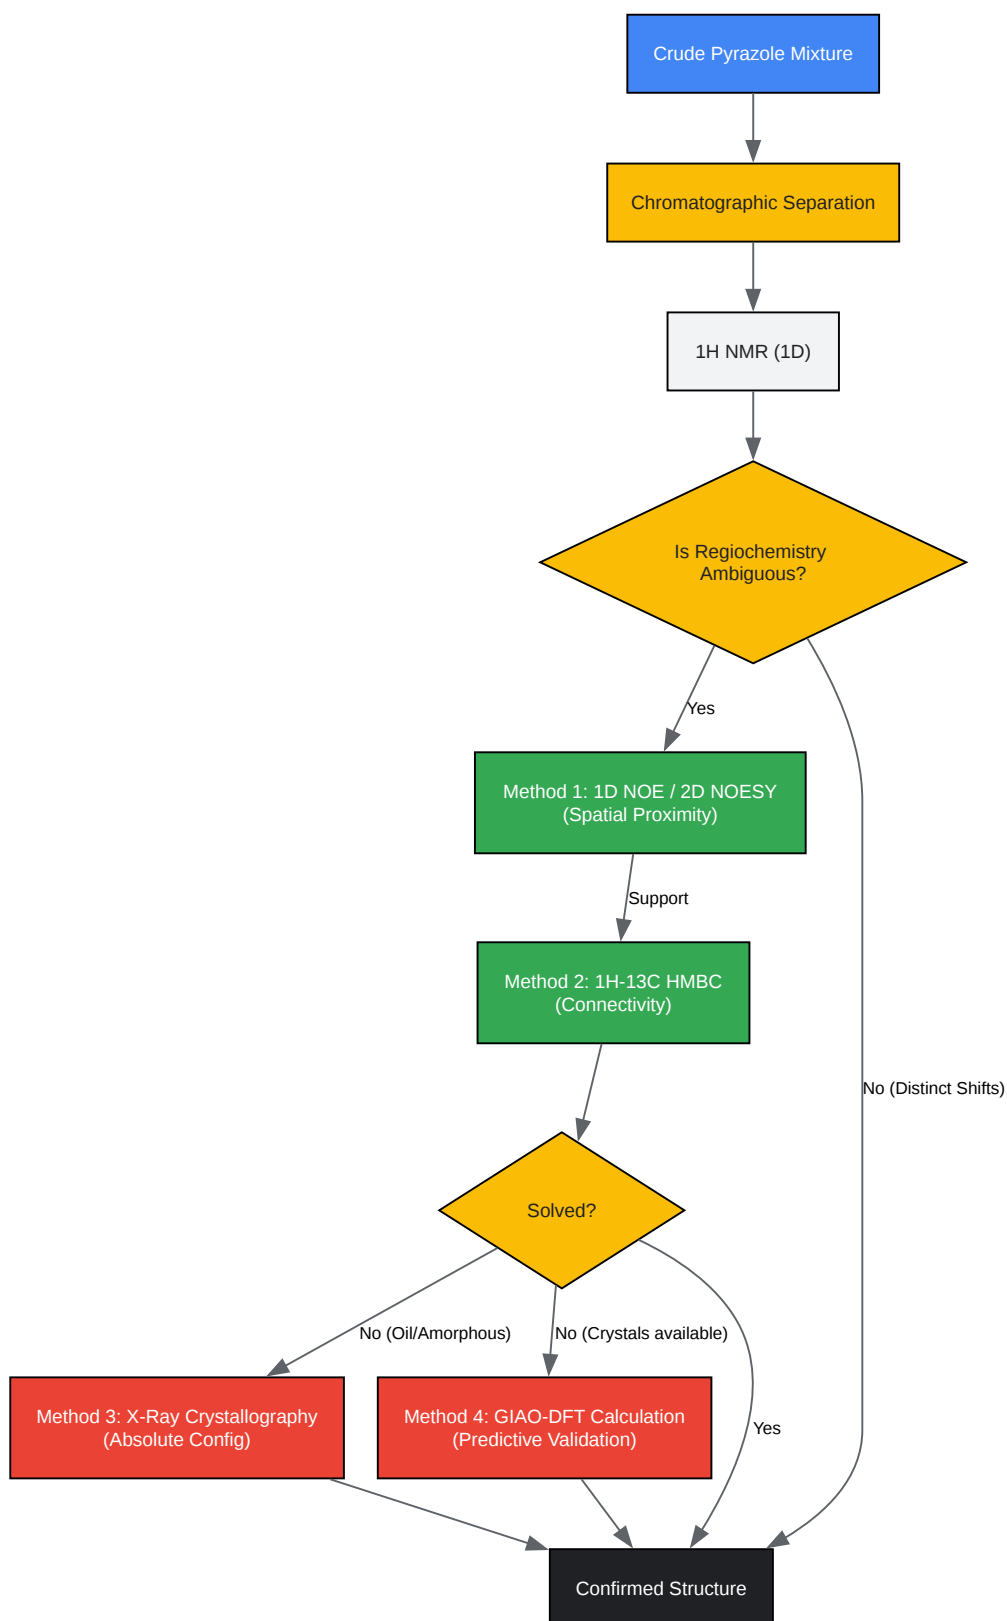 Crude Pyrazole Mixture
Chromatographic Separation
1H NMR (1D)
Is Regiochemistry
Ambiguous?
Yes
Method 1: 1D NOE / 2D NOESY
(Spatial Proximity)
Support
Method 2: 1H-13C HMBC
(Connectivity)
No (Distinct Shifts)
Solved?
No (Oil/Amorphous)
No (Crystals available)
Method 3: X-Ray Crystallography
(Absolute Config)
Method 4: GIAO-DFT Calculation
(Predictive Validation)
Yes
Confirmed Structure